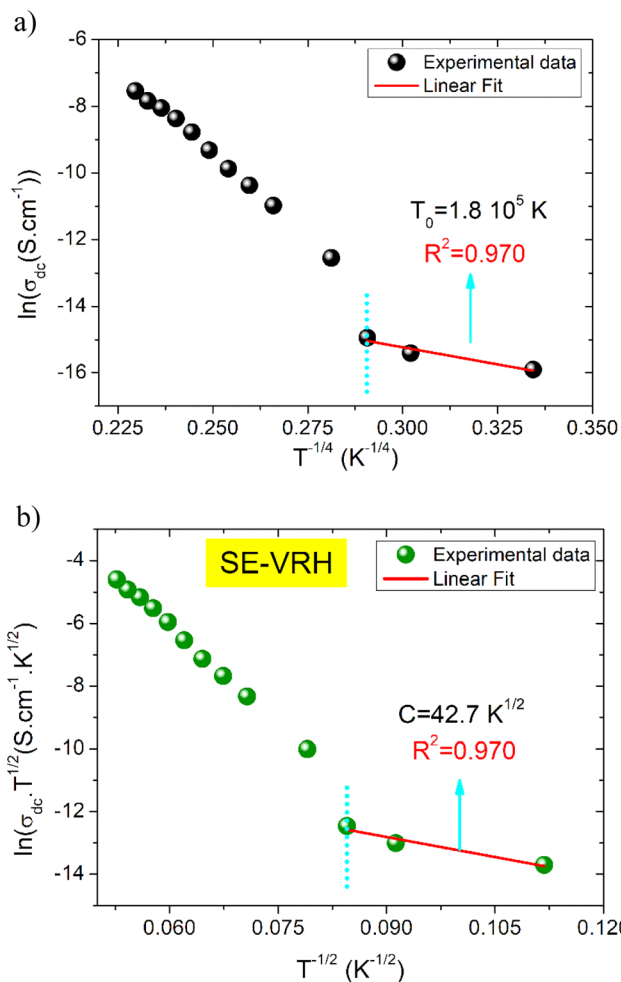 a)
-6
-8
-10
-12
-14
-16
ln(σdc(S.cm⁻¹))
Experimental data
Linear Fit
T₀=1.8 10⁵ K
R²=0.970
0.225 0.250 0.275 0.300 0.325 0.350
T⁻¹/⁴ (K⁻¹/⁴)
b)
-4
-6
-8
-10
-12
-14
ln(σdc.T¹/²(S.cm⁻¹.K¹/²)
SE-VRH
Experimental data
Linear Fit
C=42.7 K¹/²
R²=0.970
0.060 0.075 0.090 0.105 0.120
T⁻¹/² (K⁻¹/²)